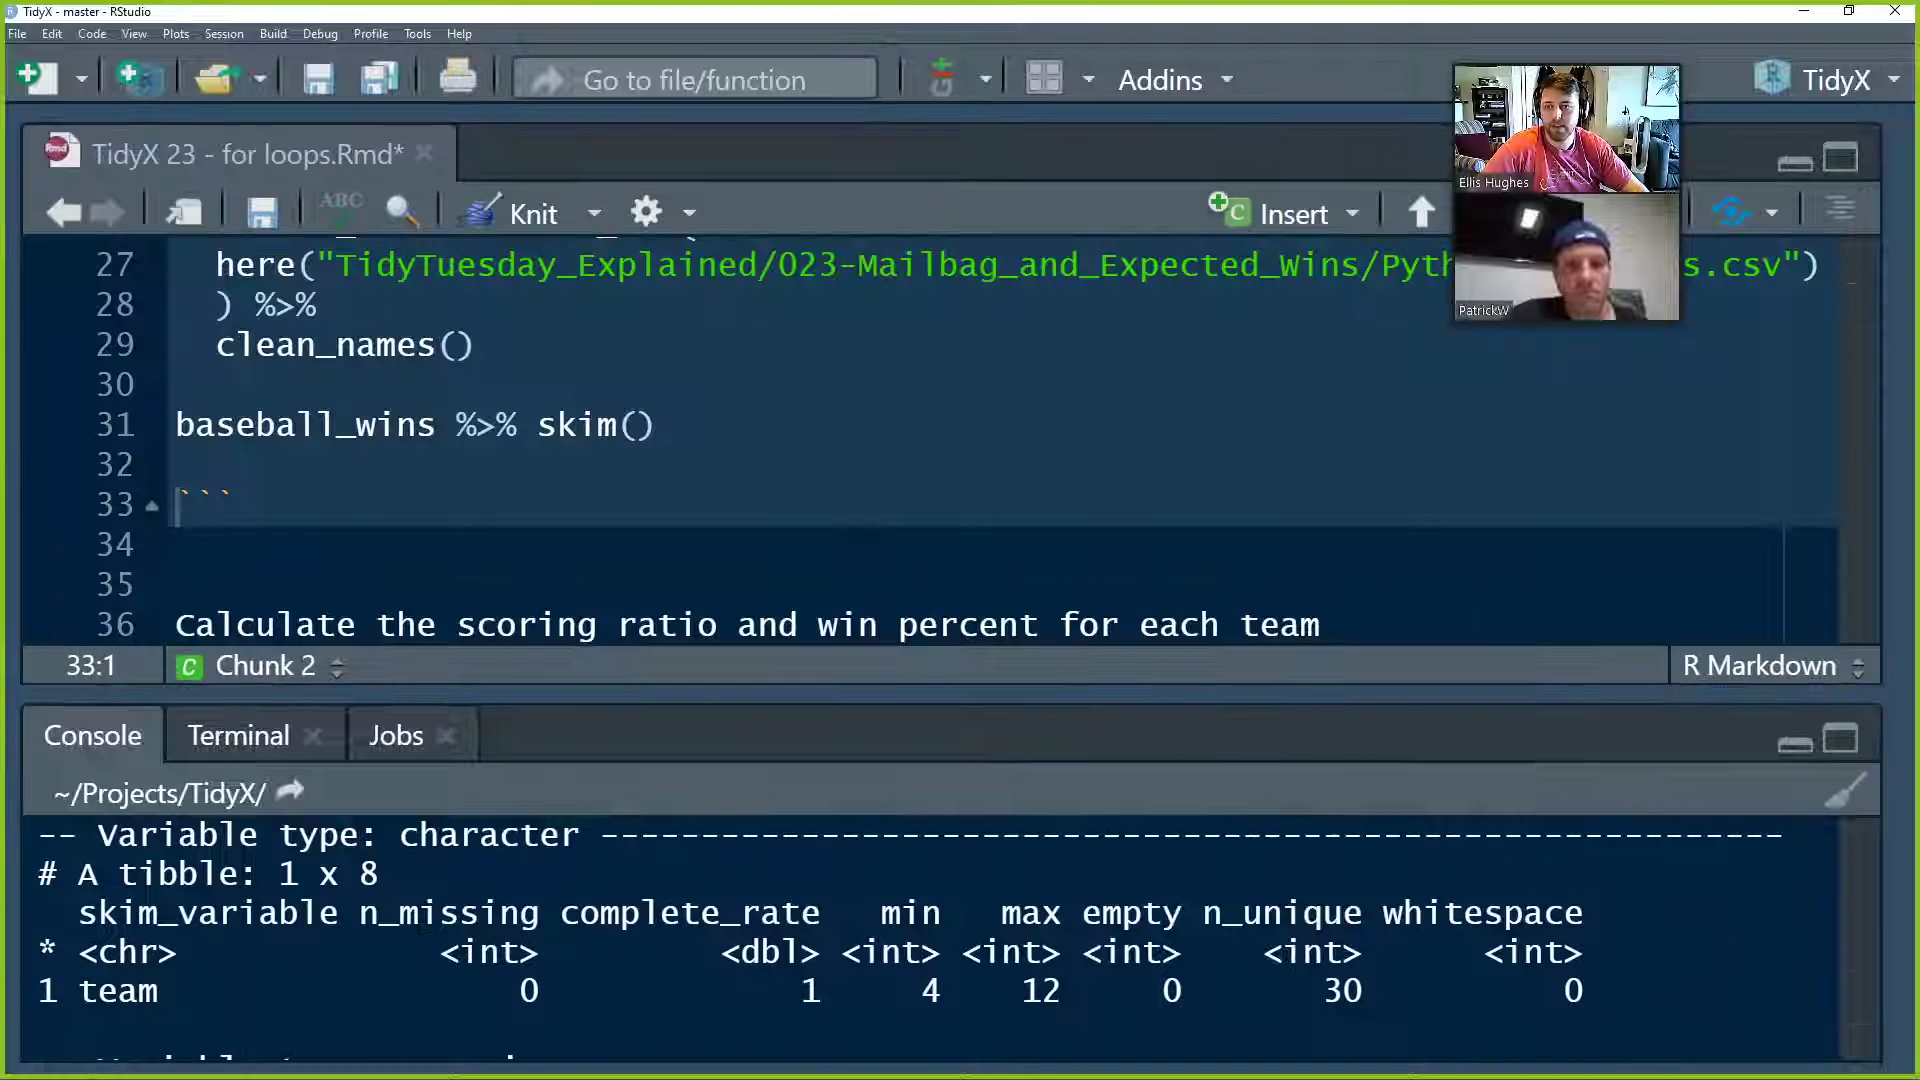 TidyX - master - RStudio
File Edit Code View Plots Session Build Debug Profile Tools Help
Go to file/function
Addins
TidyX
TidyX 23 - for loops.Rmd*
ABC
Knit
Insert
Ellis Hughes
PatrickW
27 here("TidyTuesday_Explained/023-Mailbag_and_Expected_Wins/Pyth s.csv")
28 ) %>%
29 clean_names()
30
31 baseball_wins %>% skim()
32
33 ```
34
35
36 Calculate the scoring ratio and win percent for each team
33:1 C Chunk 2 R Markdown
Console Terminal Jobs
~/Projects/TidyX/
-- Variable type: character -----------------------------------------------------------
# A tibble: 1 x 8
skim_variable n_missing complete_rate min max empty n_unique whitespace
* <chr> <int> <dbl> <int> <int> <int> <int> <int>
1 team 0 1 4 12 0 30 0